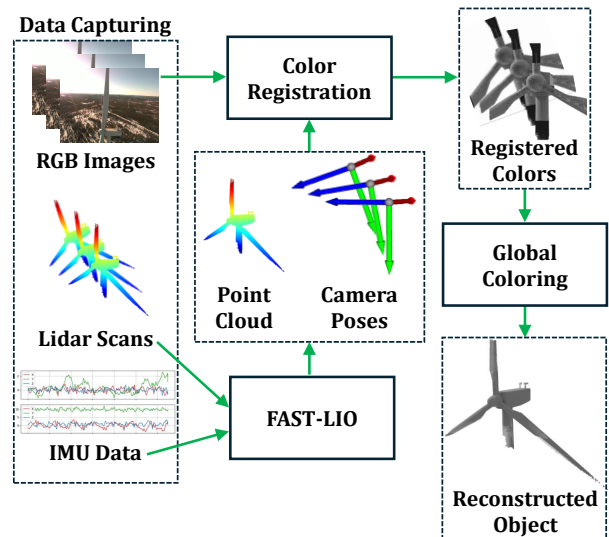 Data Capturing
RGB Images
Color
Registration
Registered
Colors
Point
Cloud
Camera
Poses
Global
Coloring
Lidar Scans
FAST-LIO
IMU Data
Reconstructed
Object